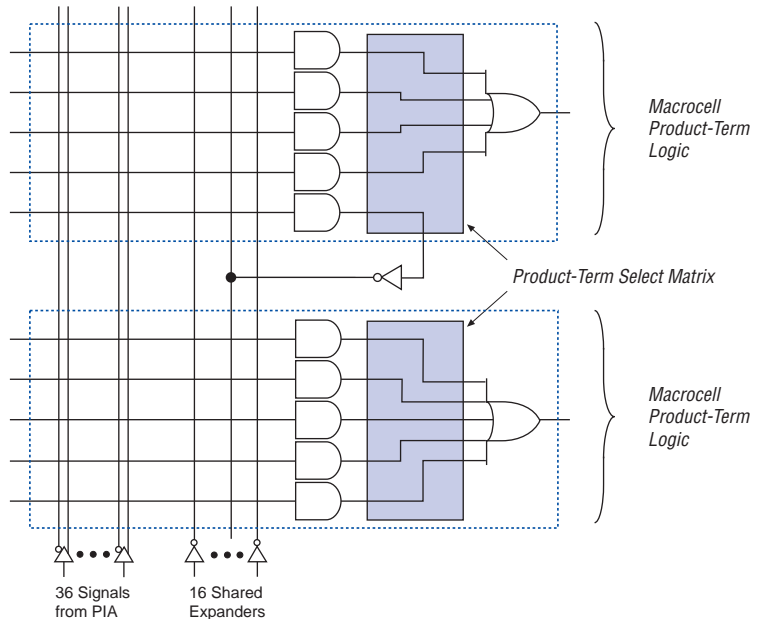 Macrocell
Product-Term
Logic
Product-Term Select Matrix
Macrocell
Product-Term
Logic
36 Signals
from PIA
16 Shared
Expanders